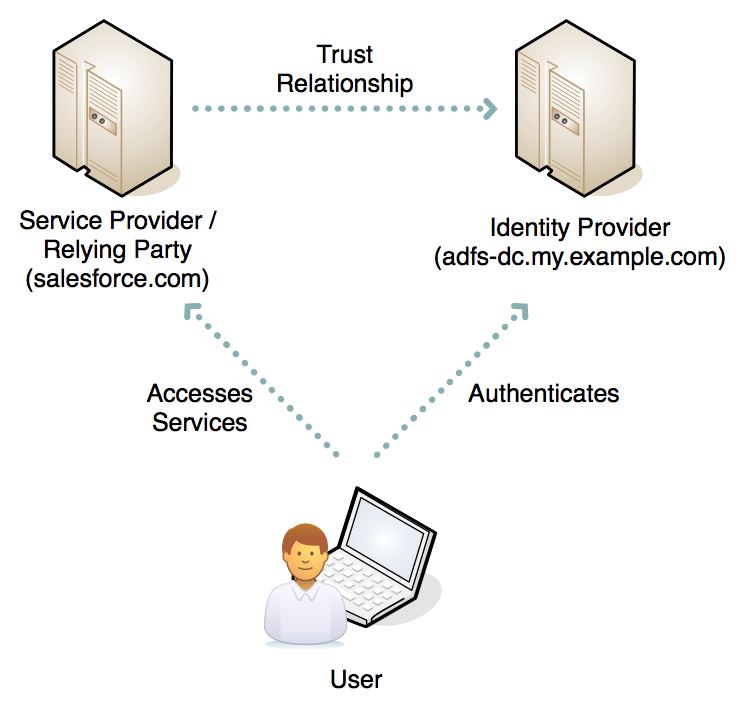 Trust
Relationship
Service Provider /
Relying Party
(salesforce.com)
Identity Provider
(adfs-dc.my.example.com)
Accesses
Services
Authenticates
User